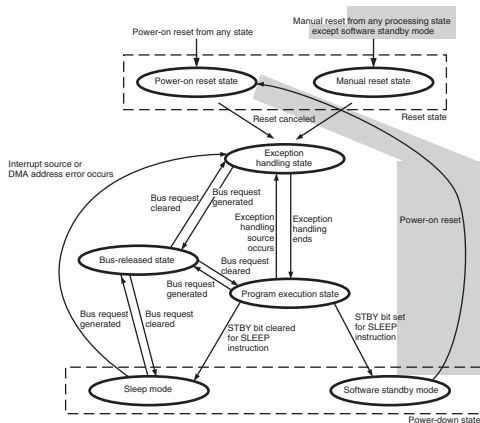 Power-on reset from any state
Manual reset from any processing state
except software standby mode
Power-on reset state
Manual reset state
Reset canceled
Reset state
Exception
handling state
Interrupt source or
DMA address error occurs
Bus request
cleared
Bus request
generated
Exception
handling
source
occurs
Exception
handling
ends
Power-on reset
Bus-released state
Bus request
cleared
Bus request
generated
Program execution state
Bus request
generated
Bus request
cleared
STBY bit cleared
for SLEEP
instruction
STBY bit set
for SLEEP
instruction
Sleep mode
Software standby mode
Power-down state